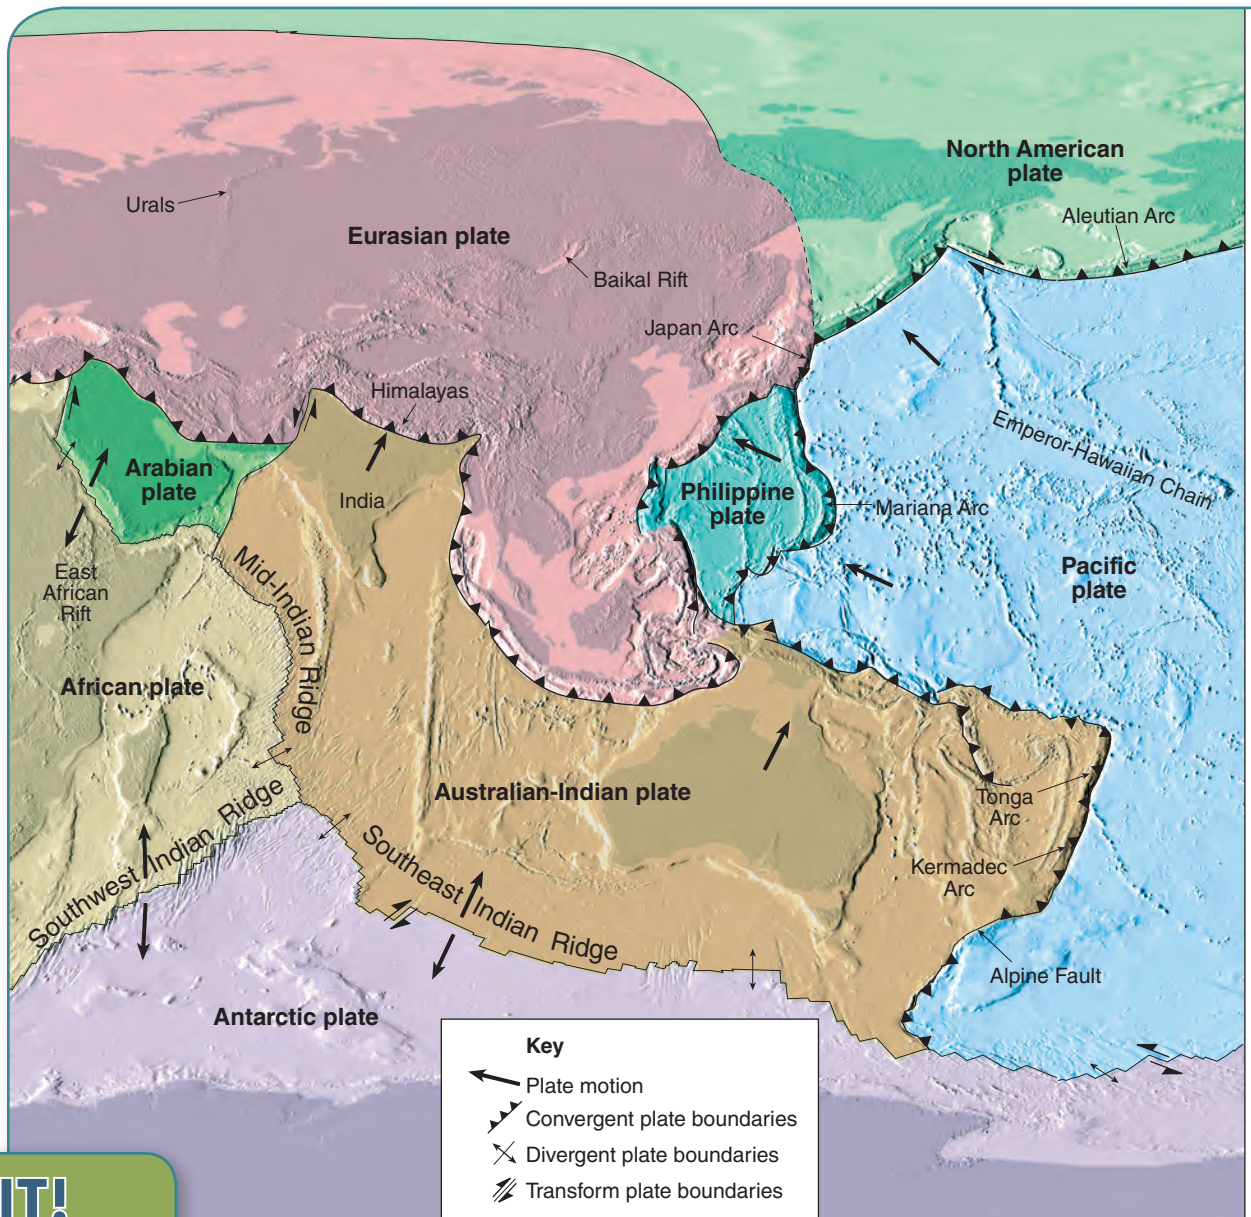 North American
plate
Aleutian Arc
Urals
Eurasian plate
Baikal Rift
Japan Arc
Himalayas
Emperor-Hawaiian Chain
Arabian
plate
India
Philippine
plate
Mariana Arc
Mid-Indian Ridge
East
African
Rift
Pacific
plate
African plate
Australian-Indian plate
Tonga
Arc
Southwest Indian Ridge
Southeast Indian Ridge
Kermadec
Arc
Alpine Fault
Antarctic plate
Key
Plate motion
Convergent plate boundaries
Divergent plate boundaries
Transform plate boundaries
IT!